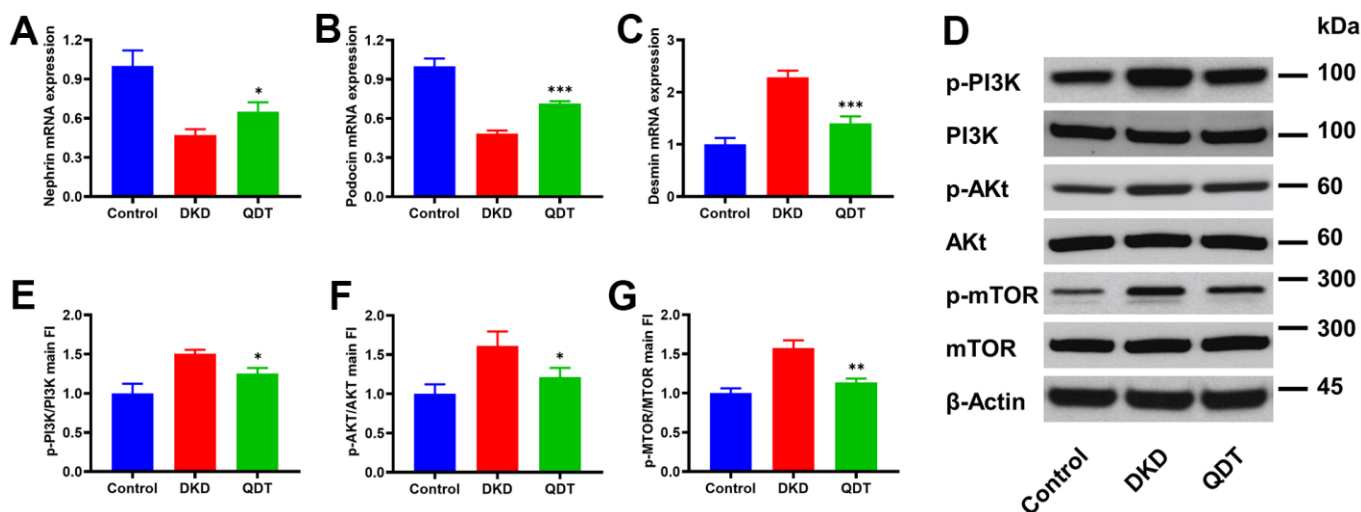 A
Nephrin mRNA expression
1.2
0.9
0.6
0.3
0.0
*
Control DKD QDT
B
Podocin mRNA expression
1.2
0.9
0.6
0.3
0.0
***
Control DKD QDT
C
Desmin mRNA expression
3
2
1
0
***
Control DKD QDT
D
kDa
p-PI3K 100
PI3K 100
p-AKt 60
AKt 60
p-mTOR 300
mTOR 300
β-Actin 45
Control DKD QDT
E
p-PI3K/PI3K main FI
2.0
1.5
1.0
0.5
0.0
*
Control DKD QDT
F
p-AKT/AKT main FI
2.0
1.5
1.0
0.5
0.0
*
Control DKD QDT
G
p-MTOR/MTOR main FI
2.0
1.5
1.0
0.5
0.0
**
Control DKD QDT